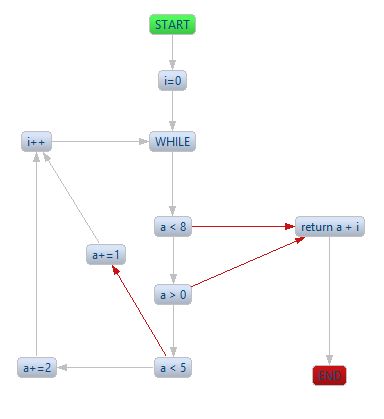 START
i=0
i++
WHILE
a < 8
return a + i
a+=1
a > 0
a+=2
a < 5
END